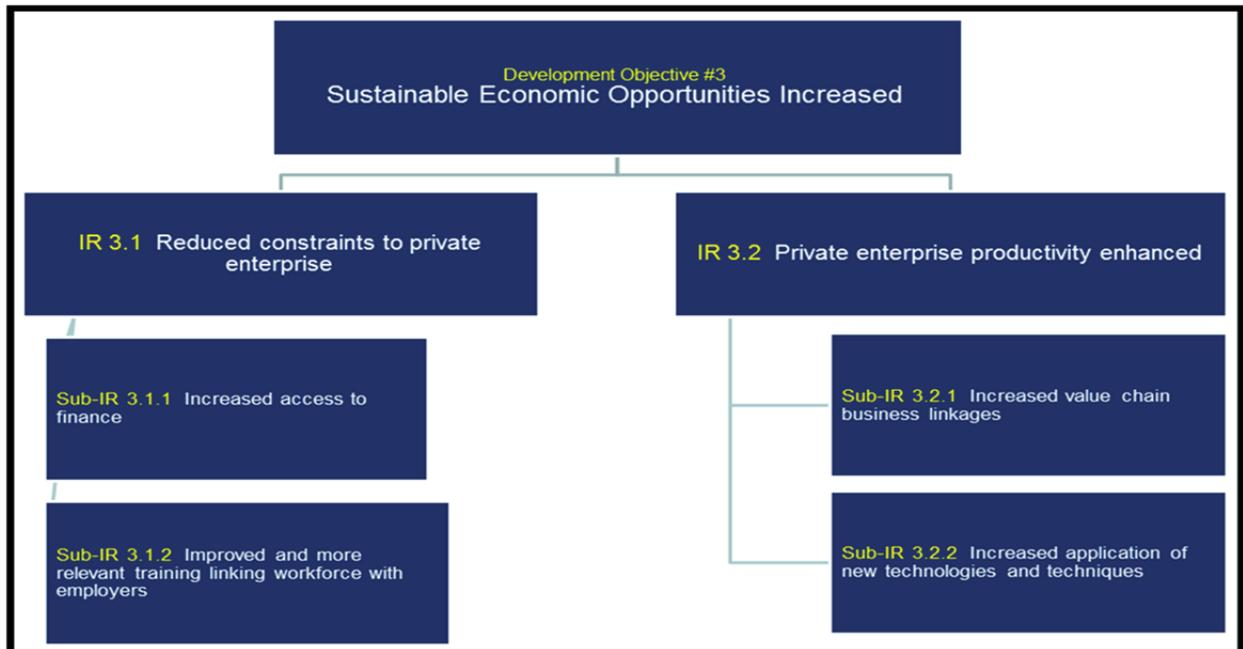 Development Objective #3
Sustainable Economic Opportunities Increased
IR 3.1 Reduced constraints to private
enterprise
IR 3.2 Private enterprise productivity enhanced
Sub-IR 3.1.1 Increased access to
finance
Sub-IR 3.1.2 Improved and more
relevant training linking workforce with
employers
Sub-IR 3.2.1 Increased value chain
business linkages
Sub-IR 3.2.2 Increased application of
new technologies and techniques